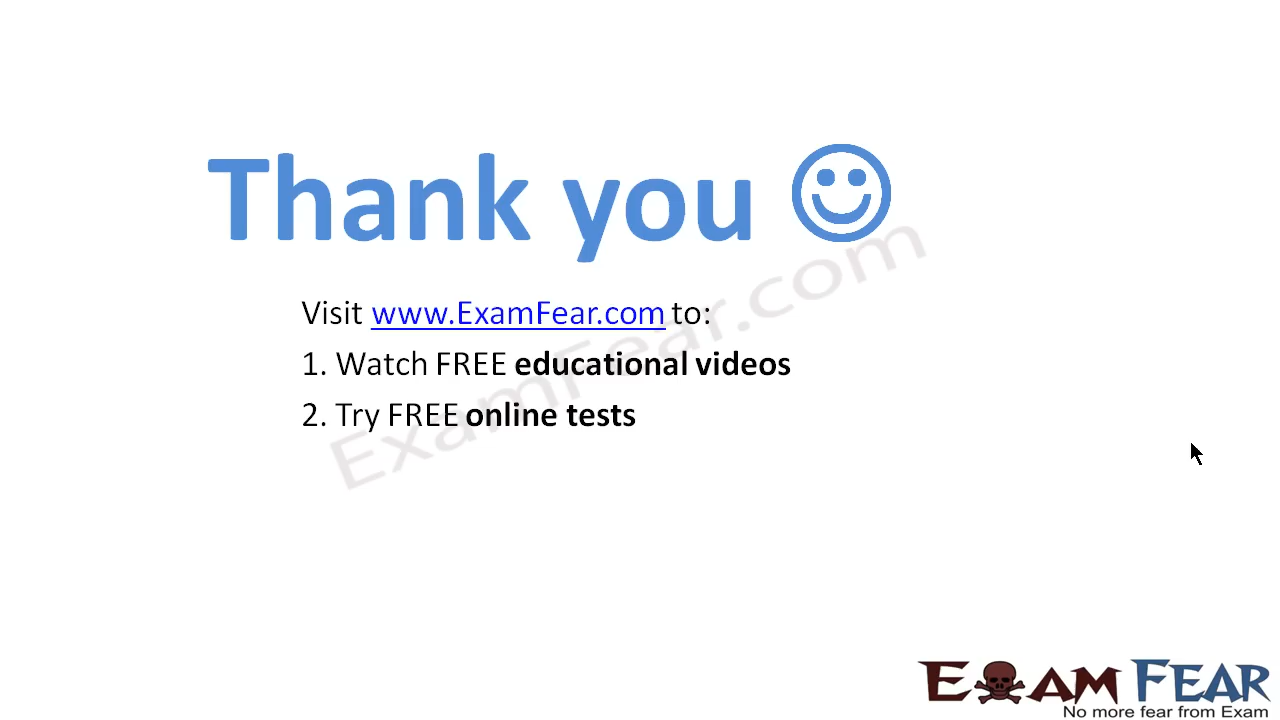 Thank you
Visit www.ExamFear.com to:
1. Watch FREE educational videos
2. Try FREE online tests
ExamFear.com
EXAM FEAR
No more fear from Exam